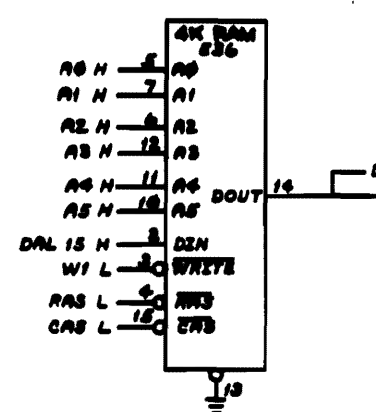 4K RAM
E36
A0 H 5 A0
A1 H 7 A1
A2 H 6 A2
A3 H 12 A3
A4 H 11 A4
A5 H 10 A5
DOUT 14
DAL 15 H 2 DIN
W1 L 3 WRITE
RAS L 4 RAS
CAS L 15 CAS
13